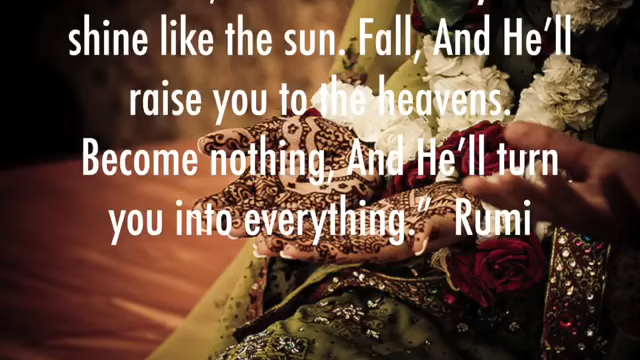 shine like the sun. Fall, And He’ll
raise you to the heavens.
Become nothing, And He’ll turn
you into everything.” Rumi